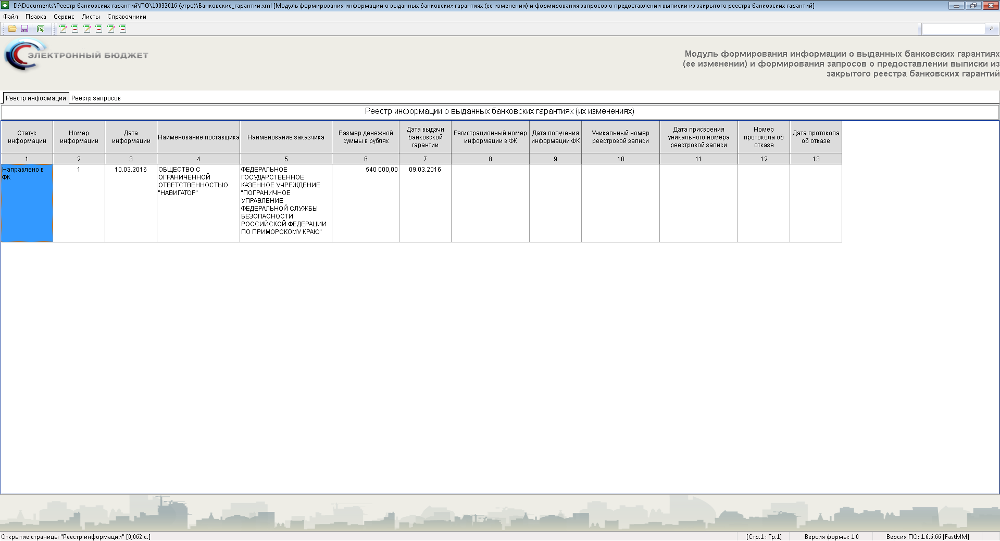 D:\Documents\Реестр банковских гарантий\ПО\10032016 (утро)\Банковские_гарантии.xml [Модуль формирования информации о выданных банковских гарантиях (ее изменении) и формирования запросов о предоставлении выписки из закрытого реестра банковских гарантий]
Файл Правка Сервис Листы Справочники
ЭЛЕКТРОННЫЙ БЮДЖЕТ
Модуль формирования информации о выданных банковских гарантиях
(ее изменении) и формирования запросов о предоставлении выписки из
закрытого реестра банковских гарантий
Реестр информации Реестр запросов
Реестр информации о выданных банковских гарантиях (их изменениях)
Статус
информации
Номер
информации
Дата
информации
Наименование поставщика
Наименование заказчика
Размер денежной
суммы в рублях
Дата выдачи
банковской
гарантии
Регистрационный номер
информации в ФК
Дата получения
информации ФК
Уникальный номер
реестровой записи
Дата присвоения
уникального номера
реестровой записи
Номер
протокола об
отказе
Дата протокола
об отказе
1 2 3 4 5 6 7 8 9 10 11 12 13
Направлено в
ФК
1
10.03.2016
ОБЩЕСТВО С
ОГРАНИЧЕННОЙ
ОТВЕТСТВЕННОСТЬЮ
"НАВИГАТОР"
ФЕДЕРАЛЬНОЕ
ГОСУДАРСТВЕННОЕ
КАЗЕННОЕ УЧРЕЖДЕНИЕ
"ПОГРАНИЧНОЕ
УПРАВЛЕНИЕ
ФЕДЕРАЛЬНОЙ СЛУЖБЫ
БЕЗОПАСНОСТИ
РОССИЙСКОЙ ФЕДЕРАЦИИ
ПО ПРИМОРСКОМУ КРАЮ"
540 000,00
09.03.2016
Открытие страницы "Реестр информации" [0,062 с.]
[Стр.1 : Гр.1]
Версия формы: 1.0
Версия ПО: 1.6.6.66 [FastMM]